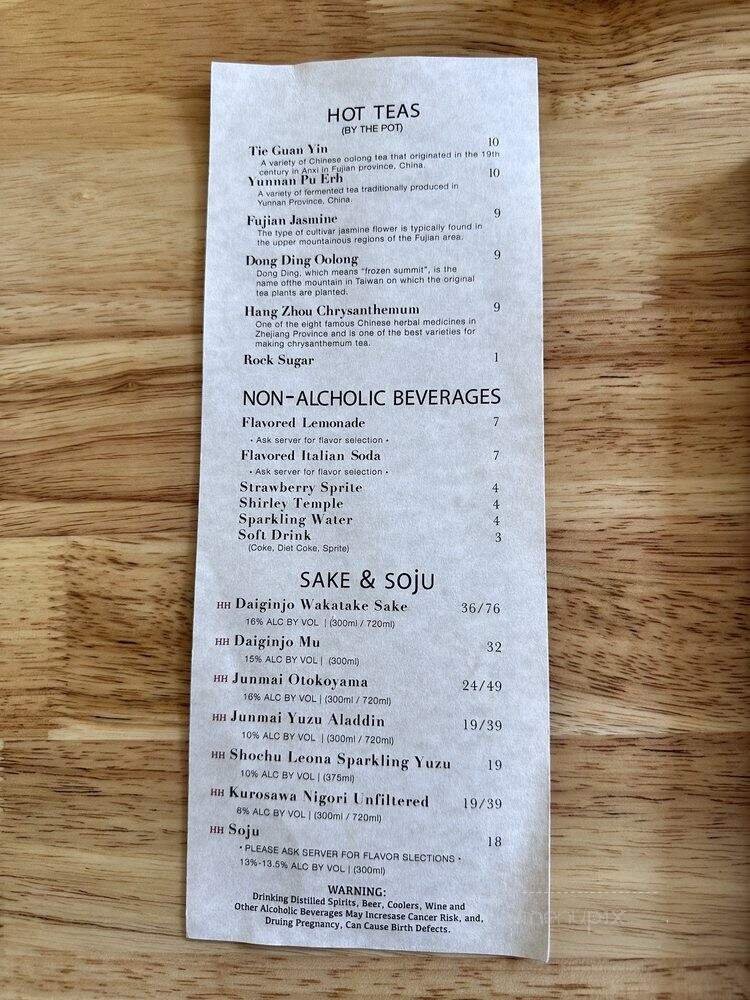 HOT TEAS
(BY THE POT)
Tie Guan Yin 10
A variety of Chinese oolong tea that originated in the 19th
century in Anxi in Fujian province, China.
Yunnan Pu Erh 10
A variety of fermented tea traditionally produced in
Yunnan Province, China.
Fujian Jasmine 9
The type of cultivar jasmine flower is typically found in
the upper mountainous regions of the Fujian area.
Dong Ding Oolong 9
Dong Ding, which means "frozen summit", is the
name ofthe mountain in Taiwan on which the original
tea plants are planted.
Hang Zhou Chrysanthemum 9
One of the eight famous Chinese herbal medicines in
Zhejiang Province and is one of the best varieties for
making chrysanthemum tea.
Rock Sugar 1
NON-ALCHOLIC BEVERAGES
Flavored Lemonade 7
• Ask server for flavor selection •
Flavored Italian Soda 7
• Ask server for flavor selection •
Strawberry Sprite 4
Shirley Temple 4
Sparkling Water 4
Soft Drink 3
(Coke, Diet Coke, Sprite)
SAKE & SOJU
HH Daiginjo Wakatake Sake 36/76
16% ALC BY VOL | (300ml / 720ml)
HH Daiginjo Mu 32
15% ALC BY VOL | (300ml)
HH Junmai Otokoyama 24/49
16% ALC BY VOL | (300ml / 720ml)
HH Junmai Yuzu Aladdin 19/39
10% ALC BY VOL | (300ml / 720ml)
HH Shochu Leona Sparkling Yuzu 19
10% ALC BY VOL | (375ml)
HH Kurosawa Nigori Unfiltered 19/39
8% ALC BY VOL | (300ml / 720ml)
HH Soju 18
• PLEASE ASK SERVER FOR FLAVOR SLECTIONS •
13%-13.5% ALC BY VOL | (300ml)
WARNING:
Drinking Distilled Spirits, Beer, Coolers, Wine and
Other Alcoholic Beverages May Incresase Cancer Risk, and,
Druing Pregnancy, Can Cause Birth Defects.
menupix